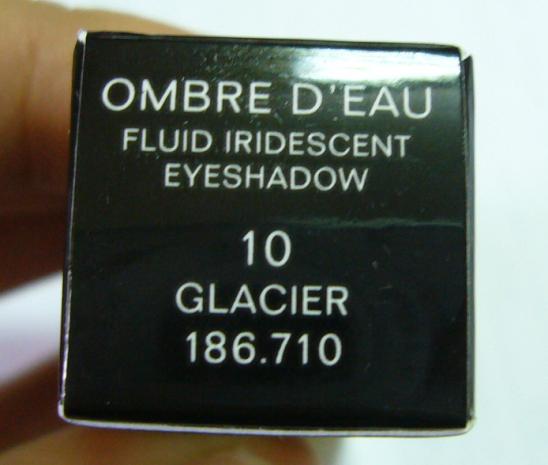 OMBRE D'EAU
FLUID IRIDESCENT
EYESHADOW
10
GLACIER
186.710